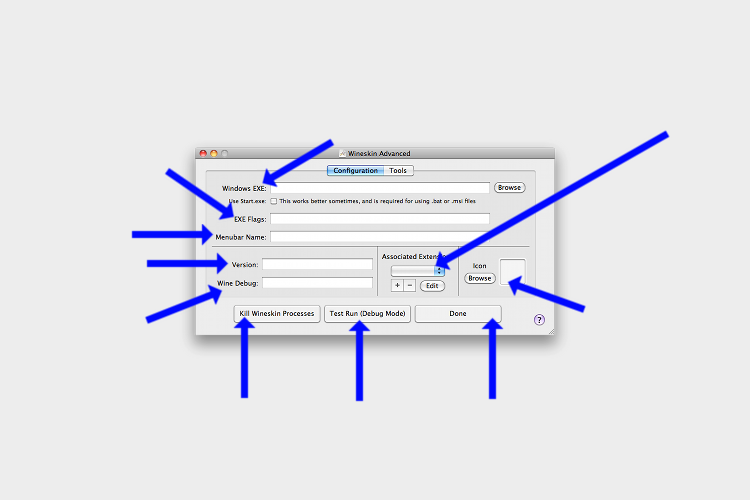 Wineskin Advanced
Configuration Tools
Windows EXE: Browse
Use Start.exe: This works better sometimes, and is required for using .bat or .msi files
EXE Flags:
Menubar Name:
Associated
Version: Icon
Wine Debug: + - Edit Browse
Kill Wineskin Processes Test Run (Debug Mode) Done ?